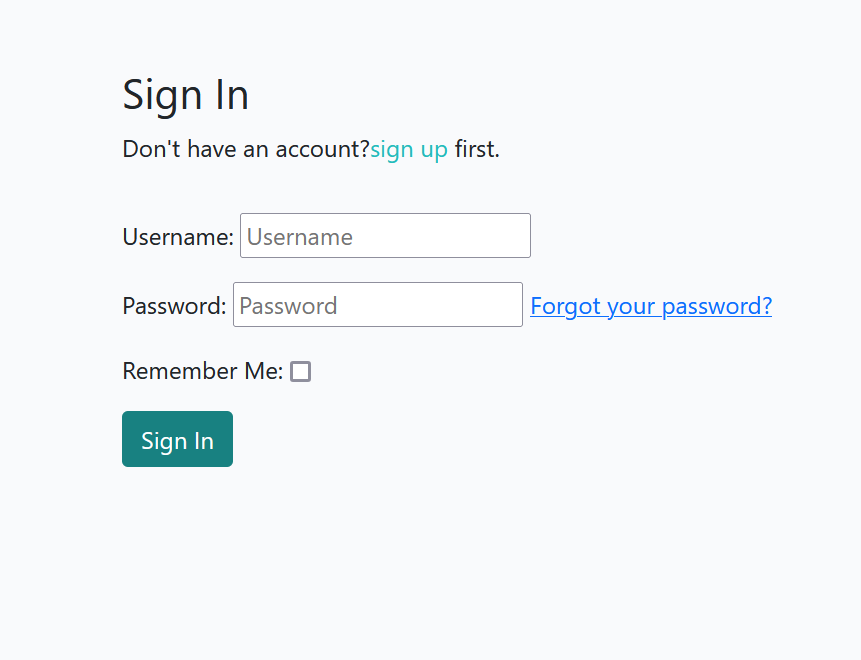 Sign In
Don't have an account?sign up first.
Username: Username
Password: Password Forgot your password?
Remember Me:
Sign In